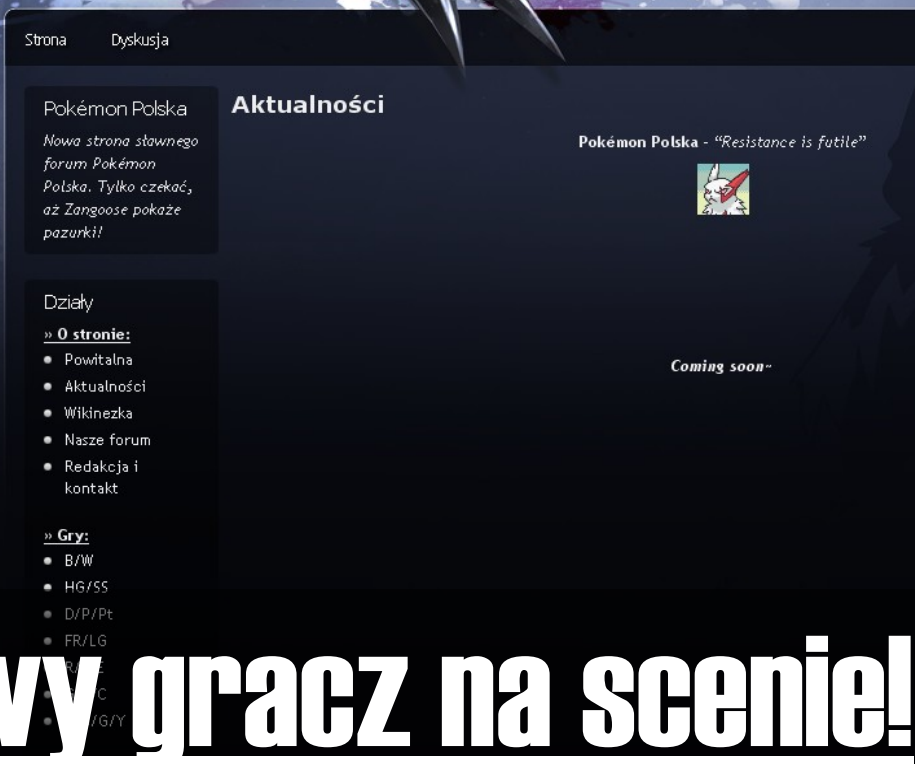 Strona Dyskusja
Pokémon Polska
Nowa strona sławnego
forum Pokémon
Polska. Tylko czekać,
aż Zangoose pokaże
pazurki!
Działy
» O stronie:
Powitalna
Aktualności
Wikinezka
Nasze forum
Redakcja i
kontakt
» Gry:
B/W
HG/SS
D/P/Pt
FR/LG
/G/Y
Aktualności
Pokémon Polska - “Resistance is futile”
Coming soon~
vy gracz na scenie!